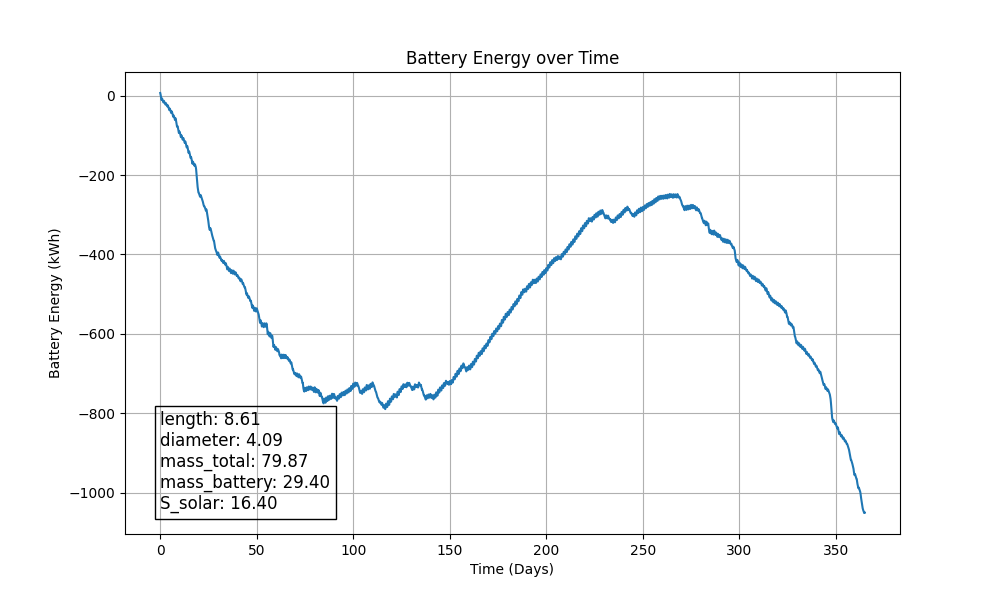 Battery Energy over Time
Battery Energy (kWh)
0
−200
−400
−600
−800
−1000
length: 8.61
diameter: 4.09
mass_total: 79.87
mass_battery: 29.40
S_solar: 16.40
0 50 100 150 200 250 300 350
Time (Days)